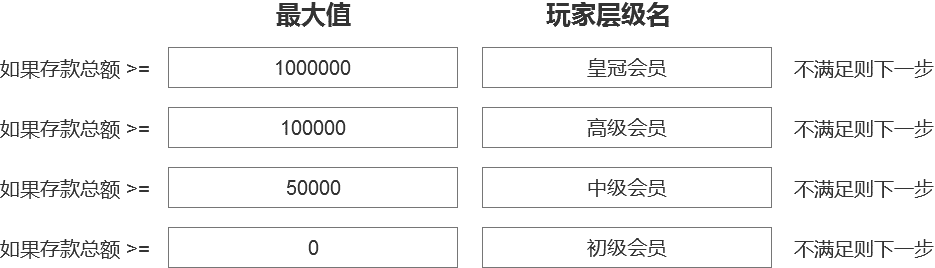 最大值 玩家层级名
如果存款总额 >= 1000000 皇冠会员 不满足则下一步
如果存款总额 >= 100000 高级会员 不满足则下一步
如果存款总额 >= 50000 中级会员 不满足则下一步
如果存款总额 >= 0 初级会员 不满足则下一步